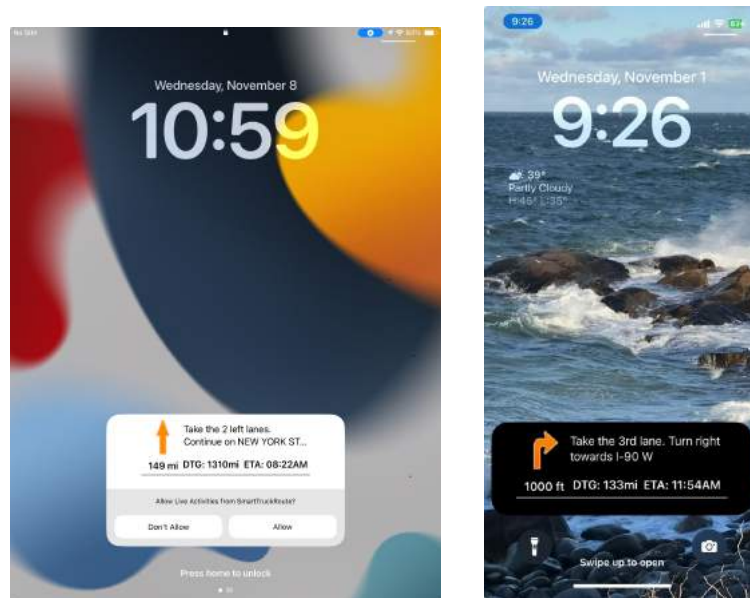 No SIM
Wednesday, November 8
10:59
Take the 2 left lanes.
Continue on NEW YORK ST...
149 mi DTG: 1310mi ETA: 08:22AM
Allow Live Activities from SmartTruckRoute?
Don't Allow
Allow
Press home to unlock
9:26
Wednesday, November 1
9:26
39°
Partly Cloudy
H:46° L:35°
Take the 3rd lane. Turn right
towards I-90 W
1000 ft DTG: 133mi ETA: 11:54AM
Swipe up to open